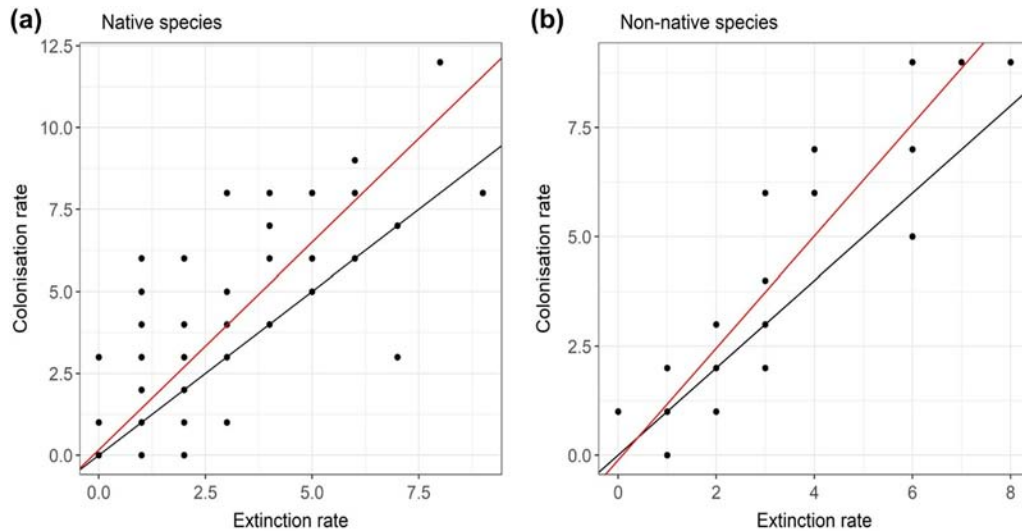 (a) Native species
12.5
10.0
7.5
5.0
2.5
0.0
Colonisation rate
0.0 2.5 5.0 7.5
Extinction rate
(b) Non-native species
7.5
5.0
2.5
0.0
Colonisation rate
0 2 4 6 8
Extinction rate